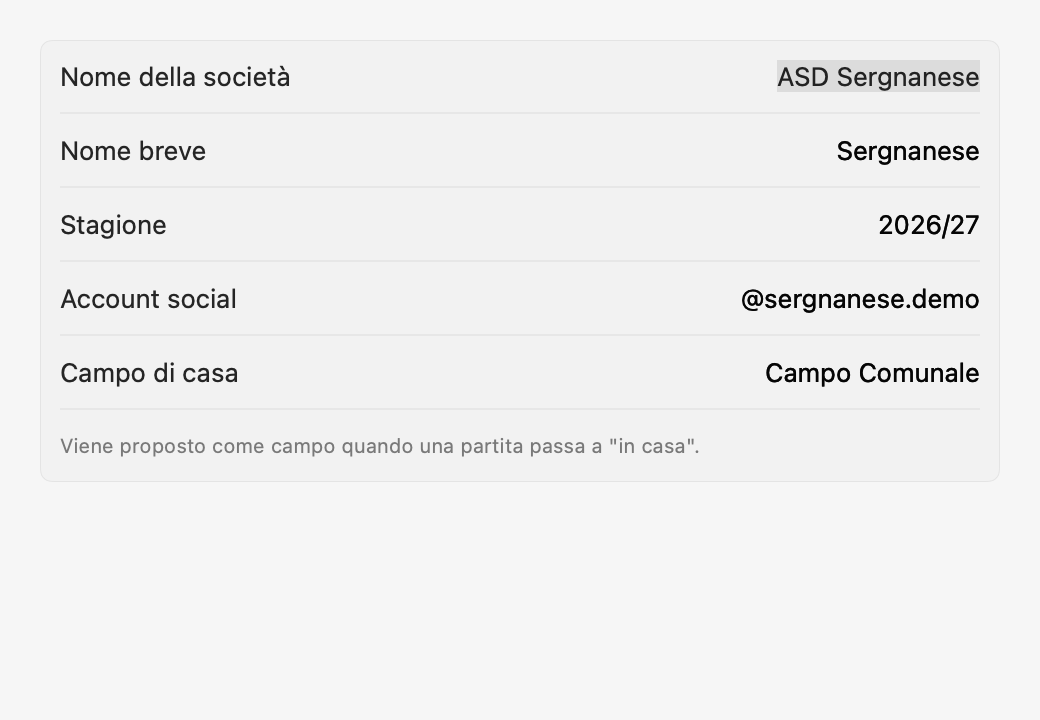 Nome della società ASD Sergnanese
Nome breve Sergnanese
Stagione 2026/27
Account social @sergnanese.demo
Campo di casa Campo Comunale
Viene proposto come campo quando una partita passa a "in casa".